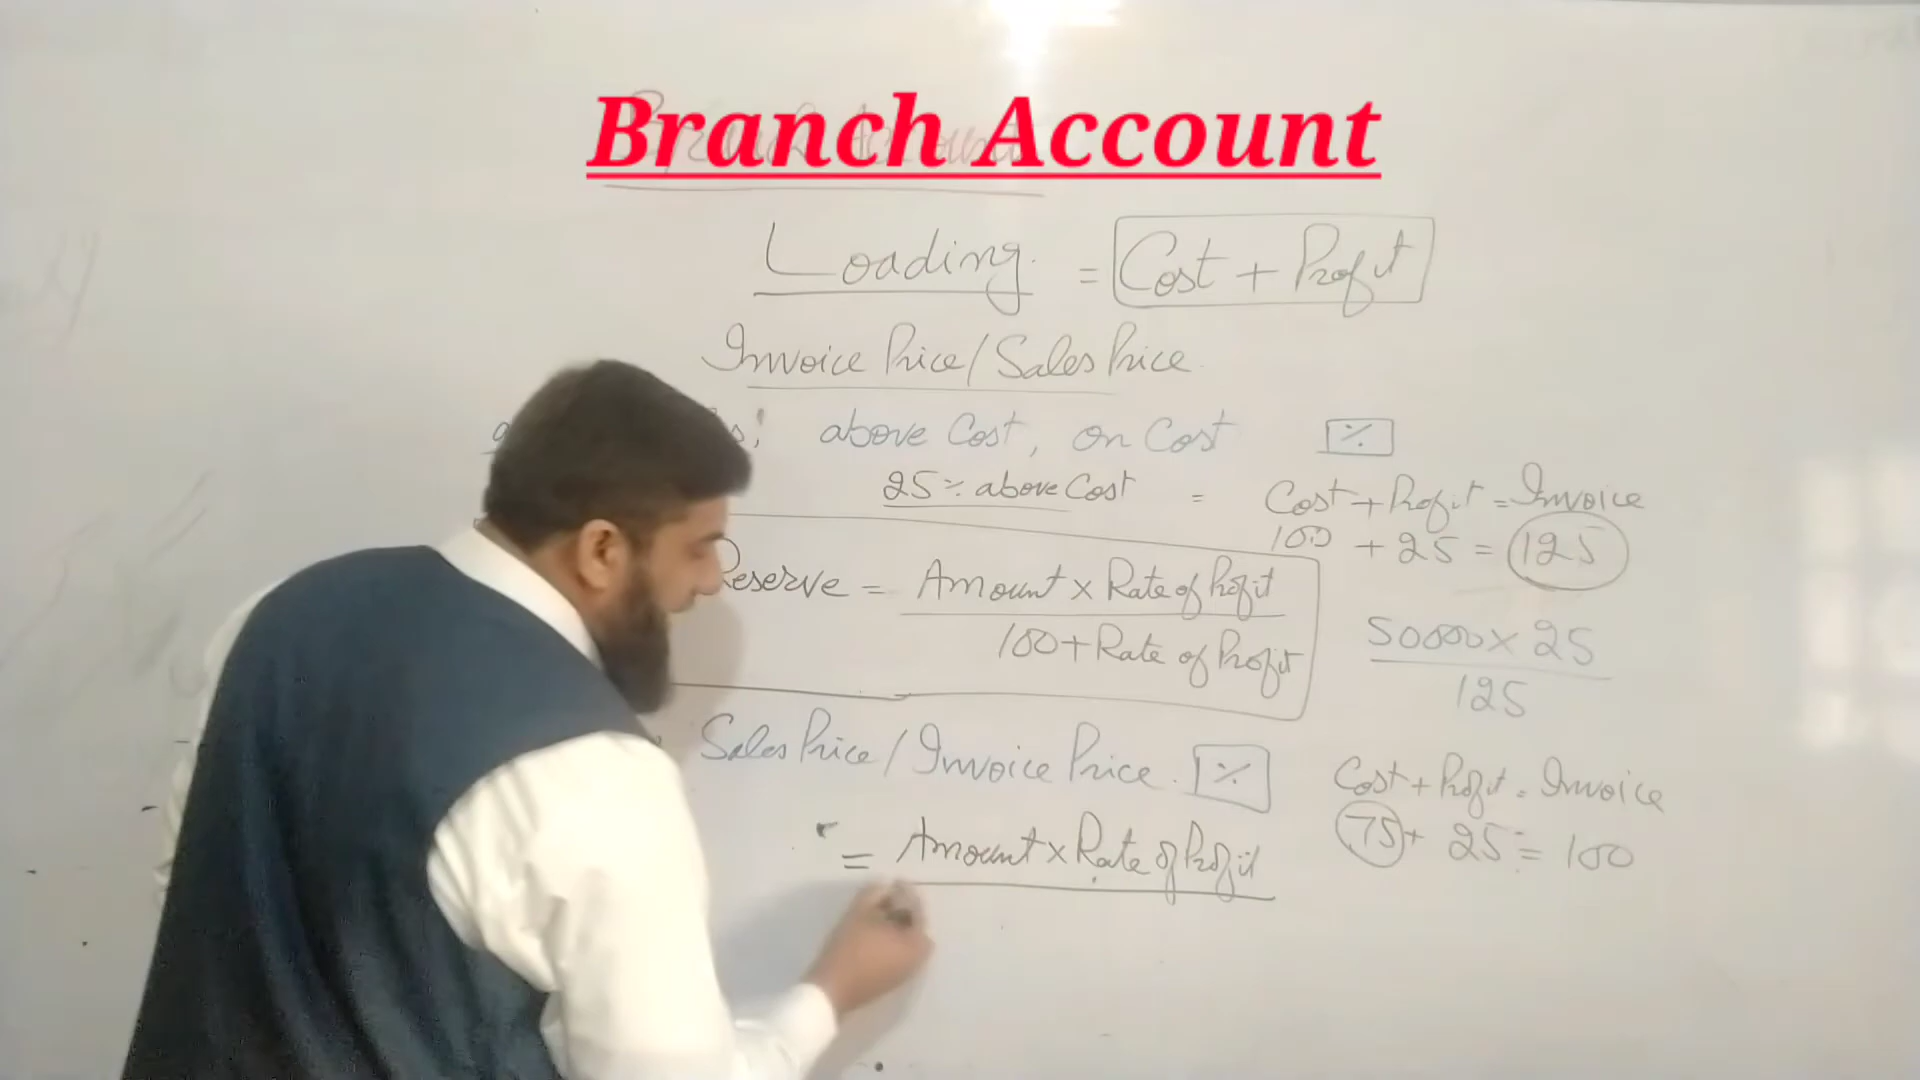 Branch Account
Branch Account
Loading = Cost + Profit
Invoice Price/Sales Price
above Cost, on Cost %
25% above Cost = Cost + Profit = Invoice
100 + 25 = 125
Reserve = Amount x Rate of Profit
100+Rate of Profit
50000 x 25
125
Sales Price / Invoice Price. %
Cost + Profit = Invoice
75 + 25 = 100
= Amount x Rate of Profit